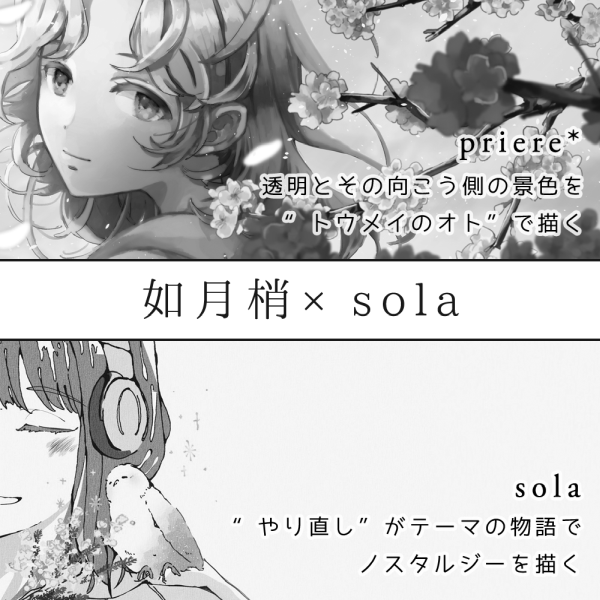 priere*
透明とその向こう側の景色を
“トウメイのオト”で描く
如月梢× sola
sola
“やり直し”がテーマの物語で
ノスタルジーを描く